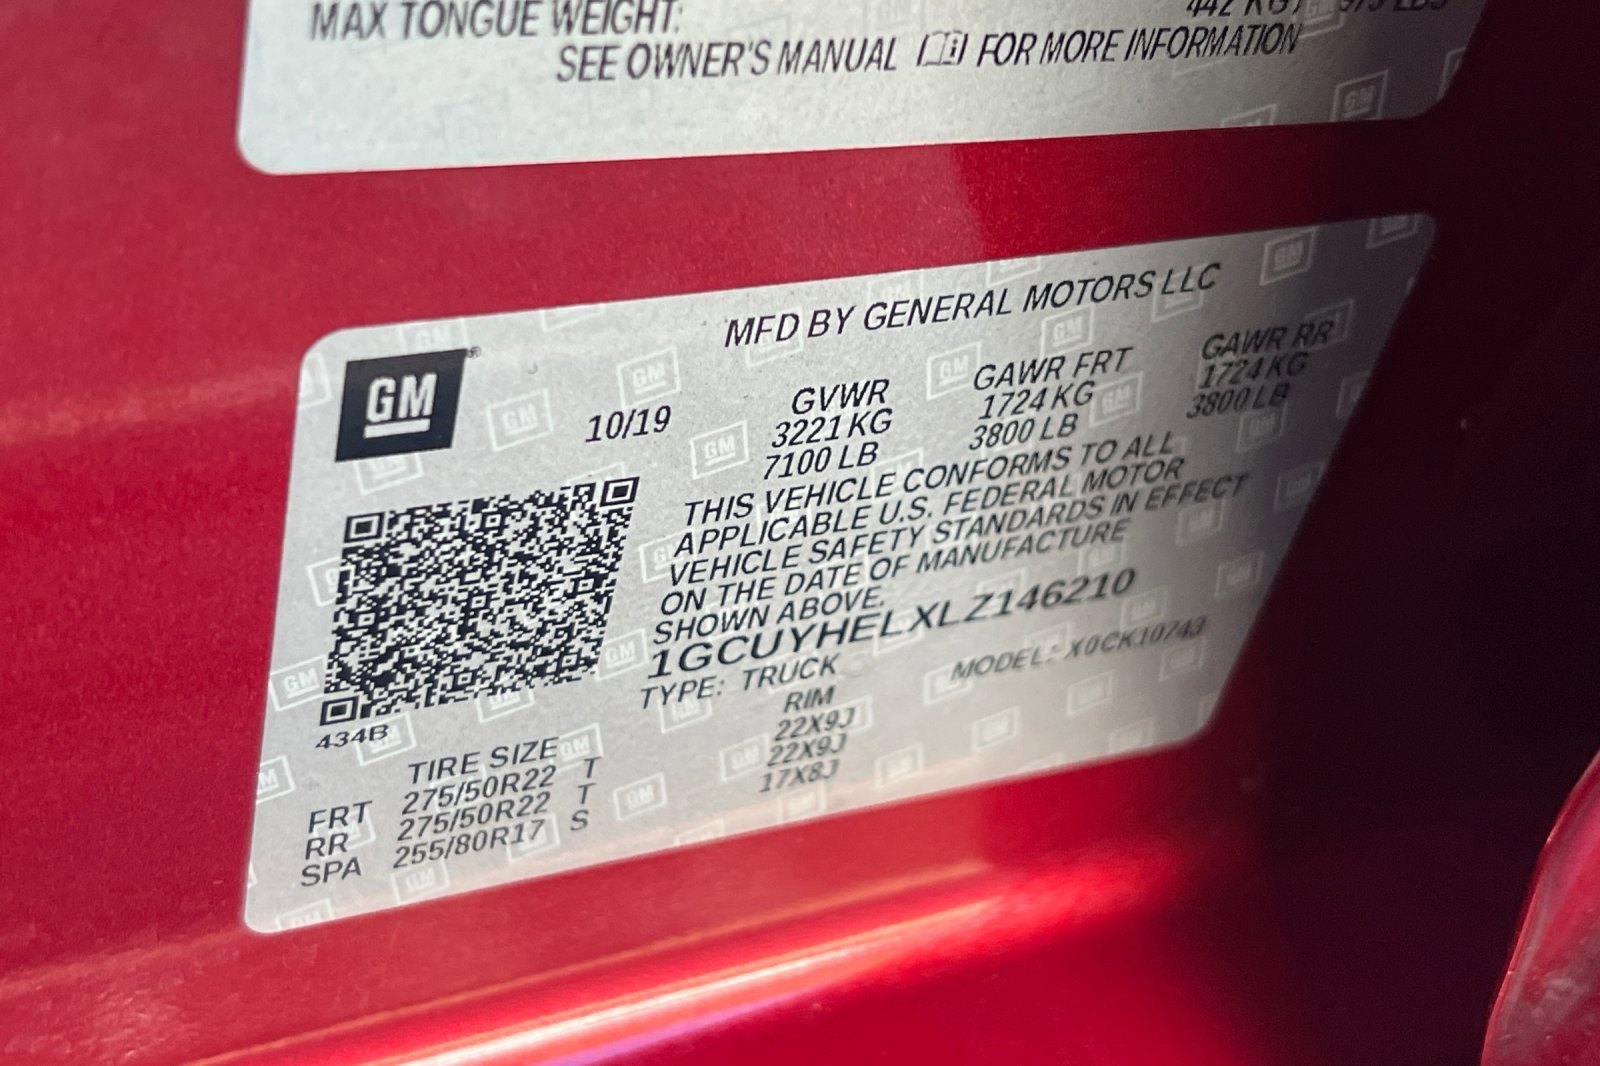 MAX TONGUE WEIGHT:
442 KG
SEE OWNER'S MANUAL FOR MORE INFORMATION
MFD BY GENERAL MOTORS LLC
GM
10/19
GVWR GAWR FRT GAWR RR
3221 KG 1724 KG 1724 KG
7100 LB 3800 LB 3800 LB
THIS VEHICLE CONFORMS TO ALL
APPLICABLE U.S. FEDERAL MOTOR
VEHICLE SAFETY STANDARDS IN EFFECT
ON THE DATE OF MANUFACTURE
SHOWN ABOVE.
1GCUYHELXLZ146210
TYPE: TRUCK MODEL: X0CK10743
434B
TIRE SIZE RIM
FRT 275/50R22 T 22X9J
RR 275/50R22 T 22X9J
SPA 255/80R17 S 17X8J